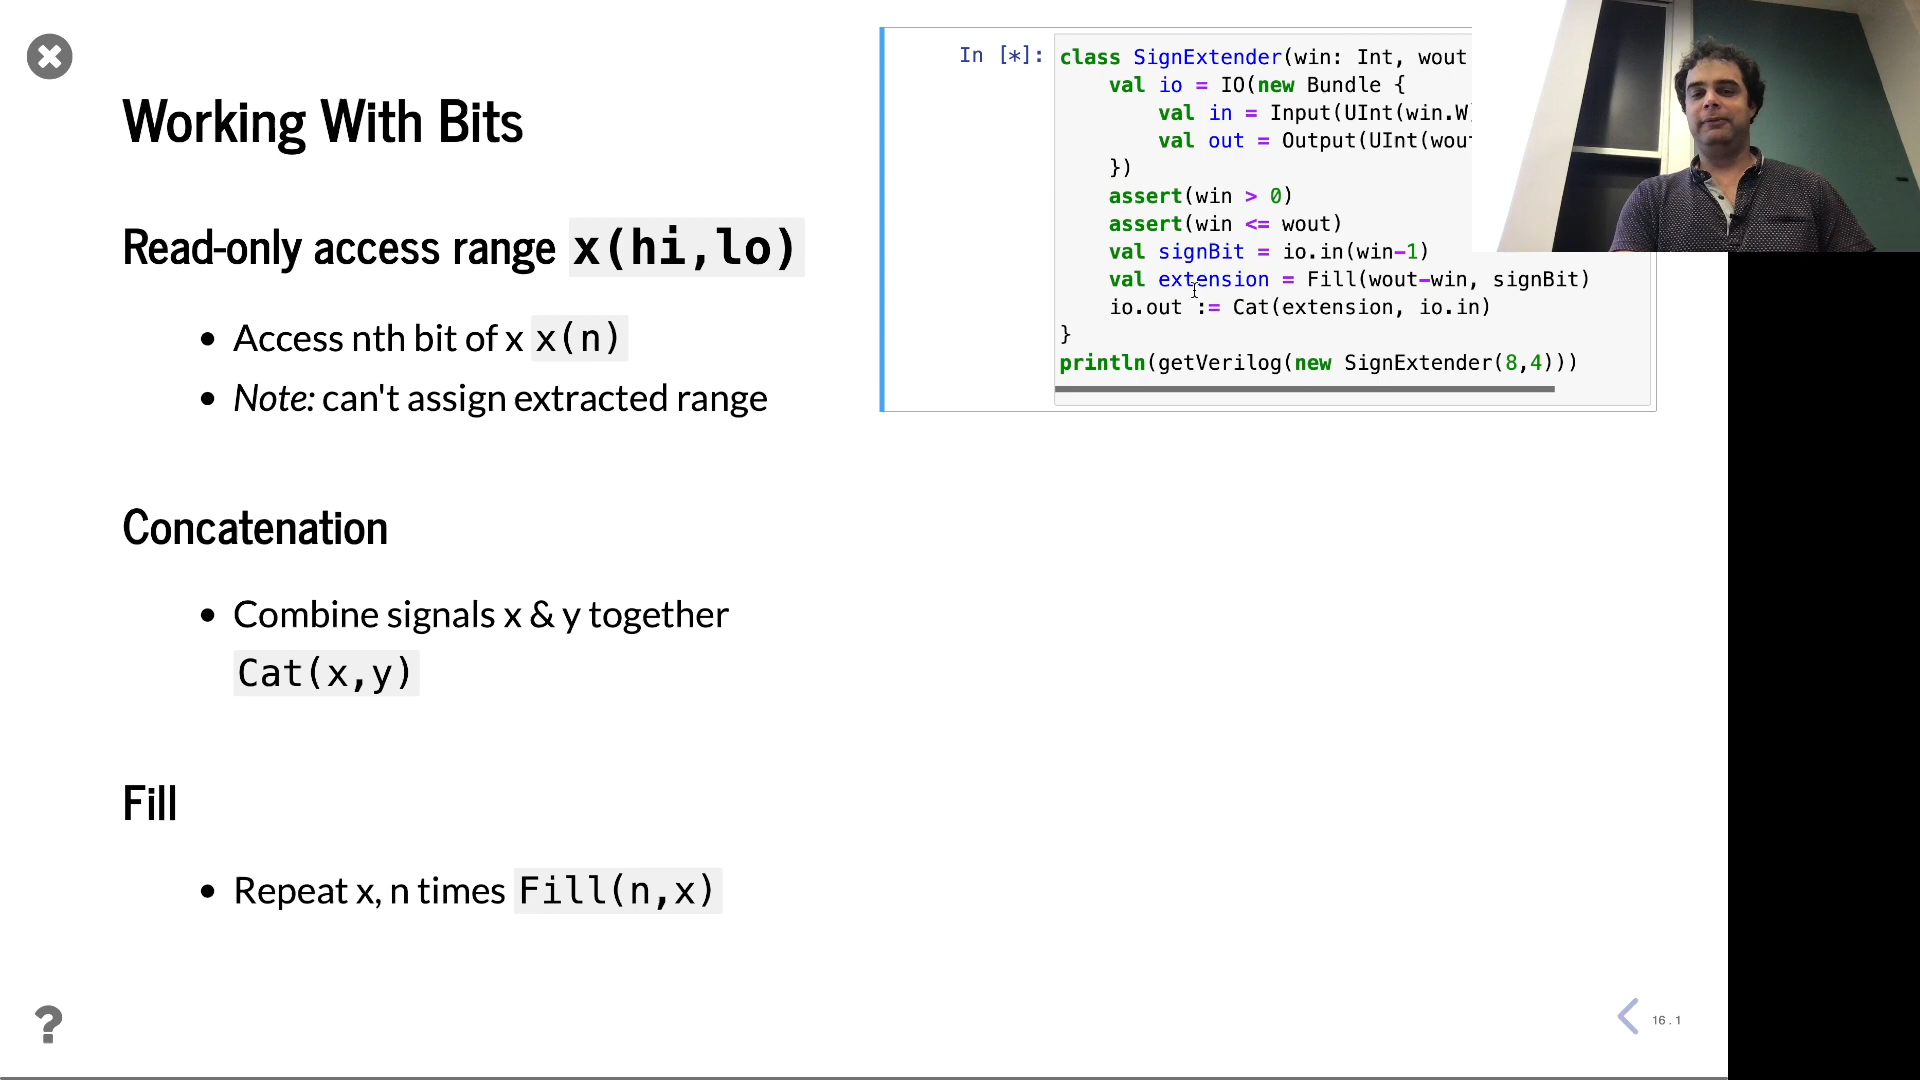 Working With Bits
Read-only access range x(hi,lo)
• Access nth bit of x x(n)
• Note: can't assign extracted range
Concatenation
• Combine signals x & y together
Cat(x,y)
Fill
• Repeat x, n times Fill(n,x)
In [*]:
class SignExtender(win: Int, wout
val io = IO(new Bundle {
val in = Input(UInt(win.W
val out = Output(UInt(wou
})
assert(win > 0)
assert(win <= wout)
val signBit = io.in(win-1)
val extension = Fill(wout-win, signBit)
io.out := Cat(extension, io.in)
}
println(getVerilog(new SignExtender(8,4)))
?
16.1